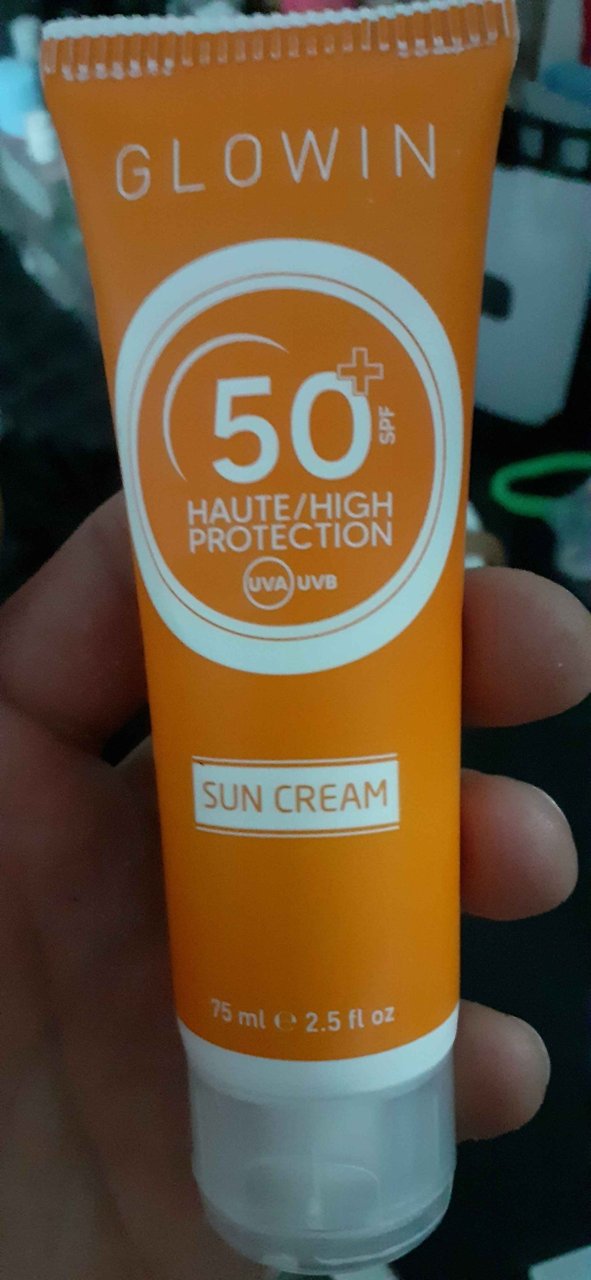 GLOWIN
50+
SPF
HAUTE/HIGH
PROTECTION
UVA UVB
SUN CREAM
75 ml ℮ 2.5 fl oz